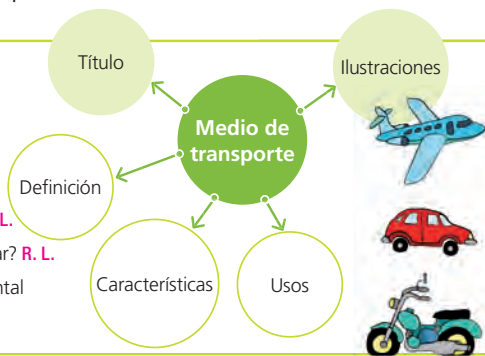 Título
Ilustraciones
Medio de
transporte
Definición
L.
ar? R. L.
Características
Usos
ntal